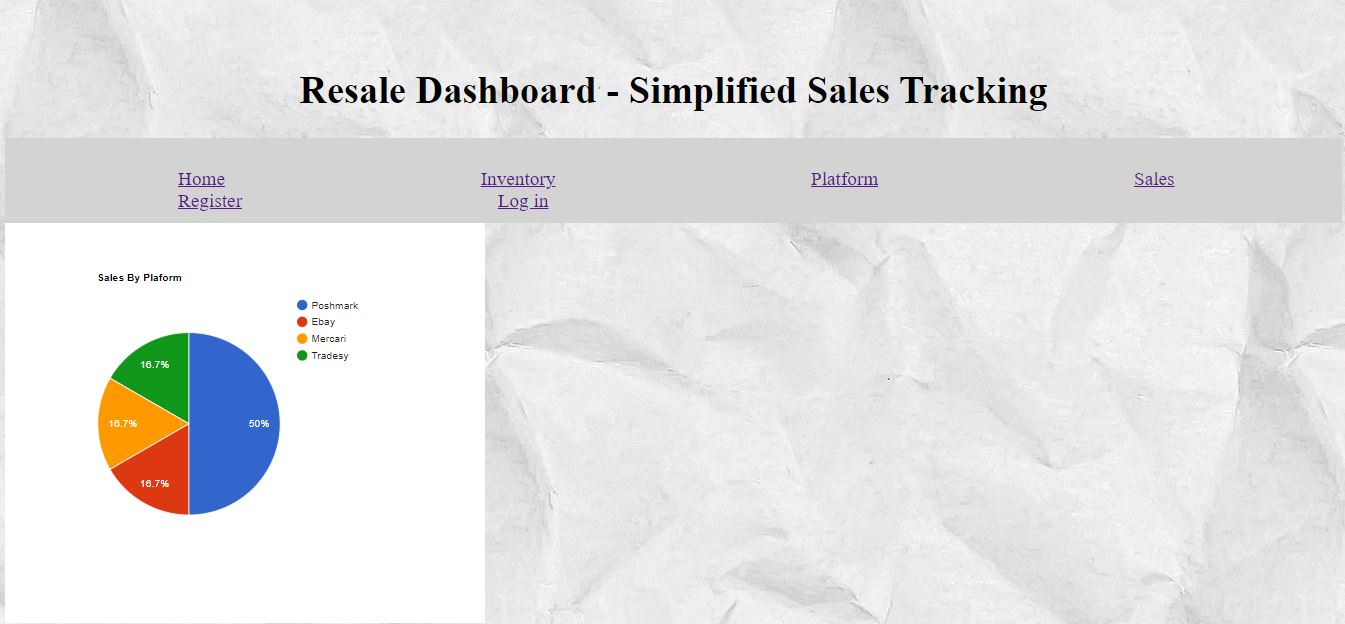 Resale Dashboard - Simplified Sales Tracking
Home Inventory Platform Sales
Register Log in
Sales By Plaform
Poshmark
Ebay
Mercari
Tradesy
16.7%
16.7%
50%
16.7%